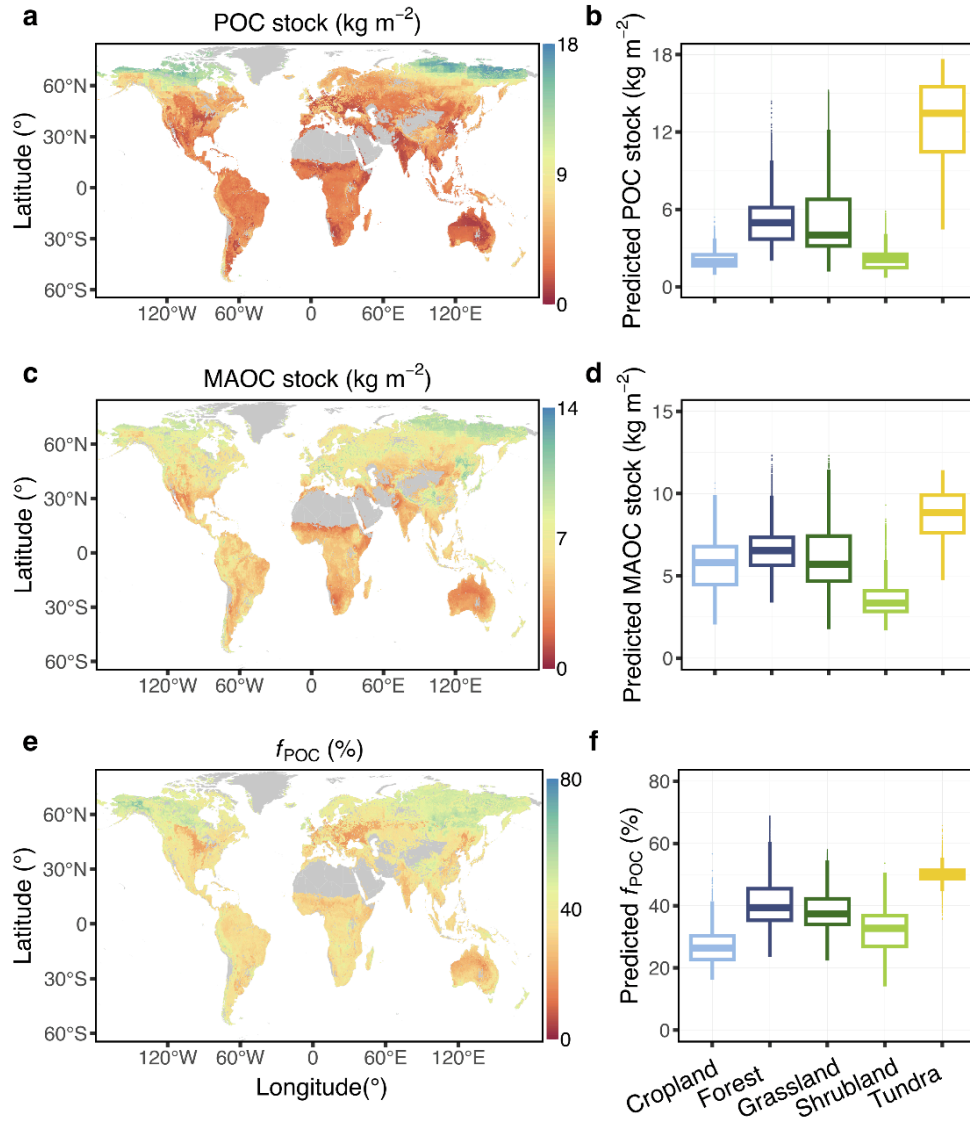 a
POC stock (kg m⁻²)
60°N
30°N
0
30°S
60°S
Latitude (°)
120°W 60°W 0 60°E 120°E
18
9
0
b
Predicted POC stock (kg m⁻²)
18
12
6
0
c
MAOC stock (kg m⁻²)
60°N
30°N
0
30°S
60°S
Latitude (°)
120°W 60°W 0 60°E 120°E
14
7
0
d
Predicted MAOC stock (kg m⁻²)
15
10
5
0
e
fPOC (%)
60°N
30°N
0
30°S
60°S
Latitude (°)
120°W 60°W 0 60°E 120°E
Longitude(°)
80
40
0
f
Predicted fPOC (%)
80
60
40
20
0
Cropland
Forest
Grassland
Shrubland
Tundra